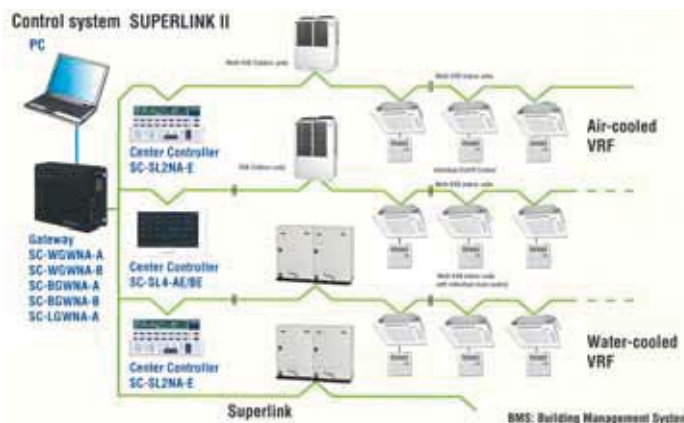 Control system SUPERLINK II
PC
Center Controller
SC-SL2NA-E
Air-cooled
VRF
Gateway
SC-WGWNA-A
SC-WGWNA-B
SC-BGWNA-A
SC-BGWNA-B
SC-LGWNA-A
Center Controller
SC-SL4-AE/BE
Center Controller
SC-SL2NA-E
Water-cooled
VRF
Superlink
BMS: Building Management System